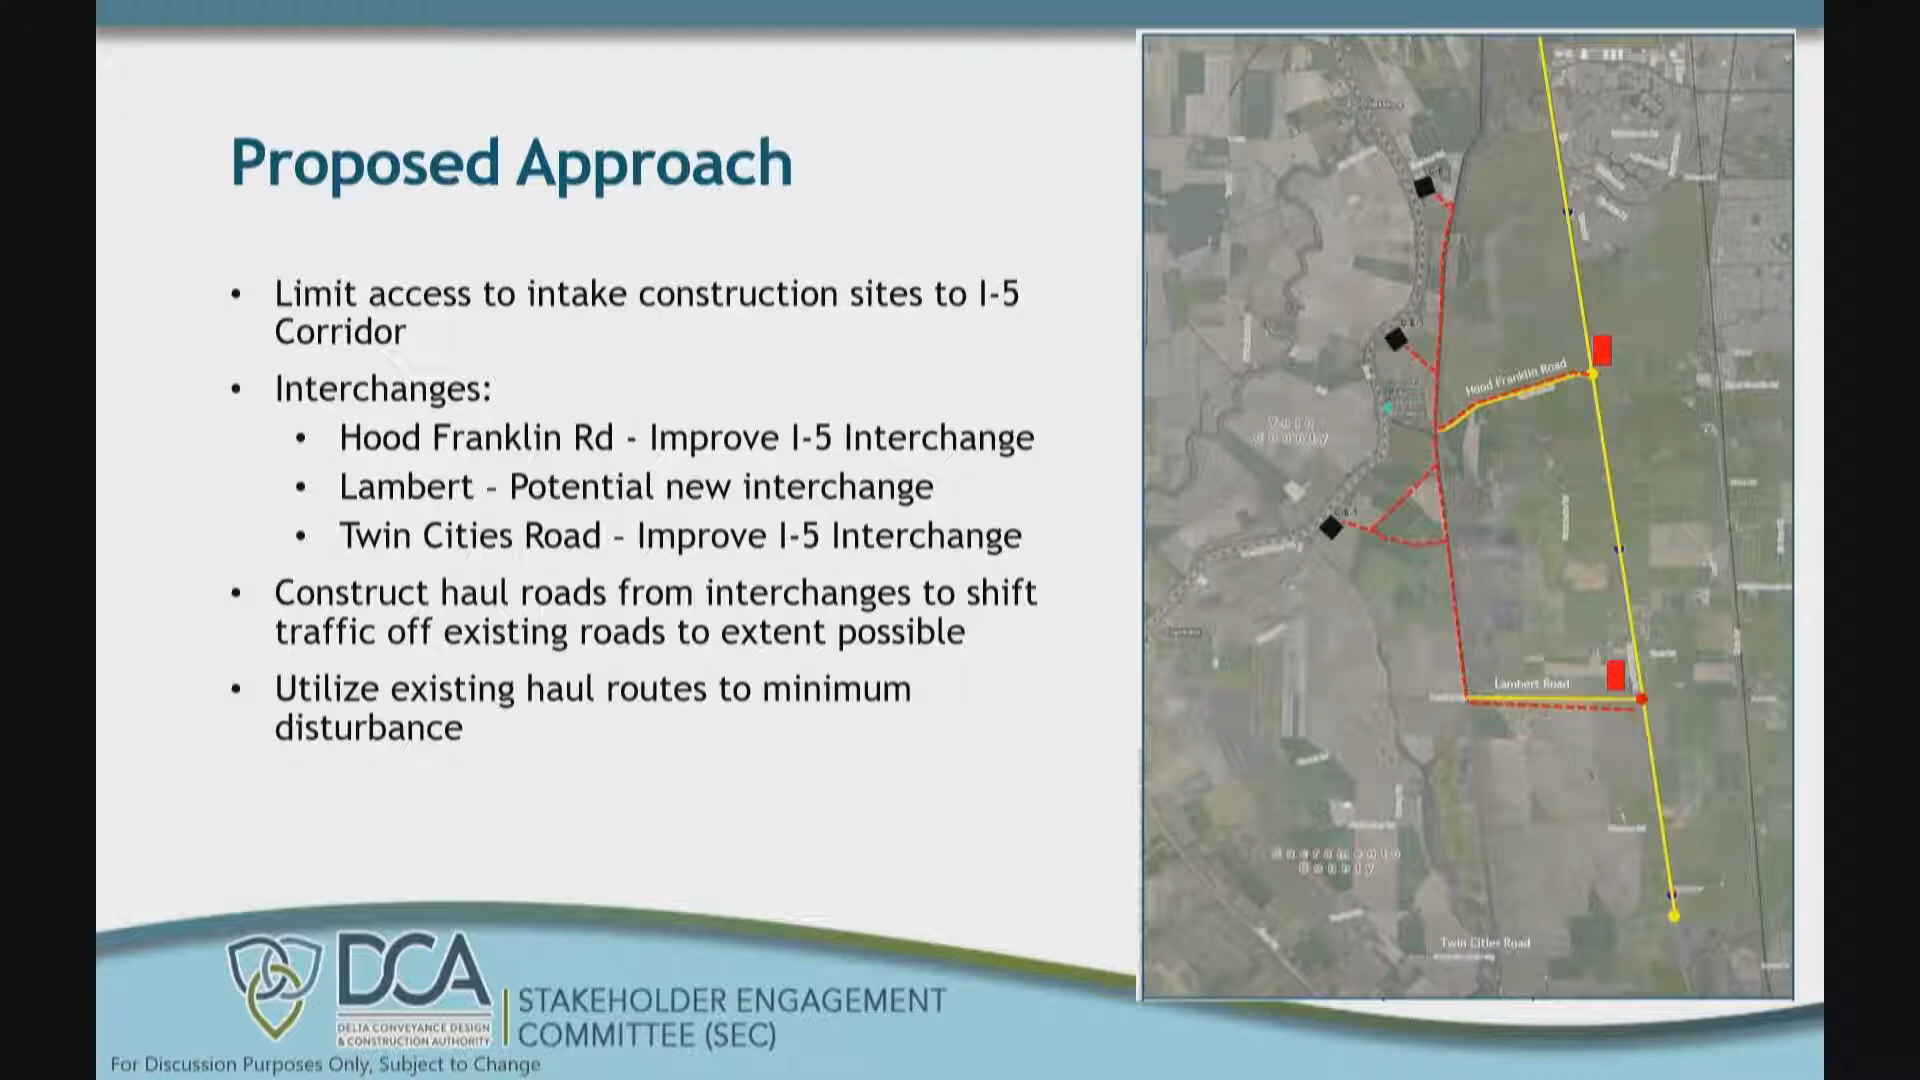 Proposed Approach
• Limit access to intake construction sites to I-5
Corridor
• Interchanges:
• Hood Franklin Rd - Improve I-5 Interchange
• Lambert – Potential new interchange
• Twin Cities Road – Improve I-5 Interchange
• Construct haul roads from interchanges to shift
traffic off existing roads to extent possible
• Utilize existing haul routes to minimum
disturbance
Hood Franklin Road
Yolo
County
Lambert Road
Sacramento
County
Twin Cities Road
DCA
DELTA CONVEYANCE DESIGN
& CONSTRUCTION AUTHORITY
STAKEHOLDER ENGAGEMENT
COMMITTEE (SEC)
For Discussion Purposes Only, Subject to Change